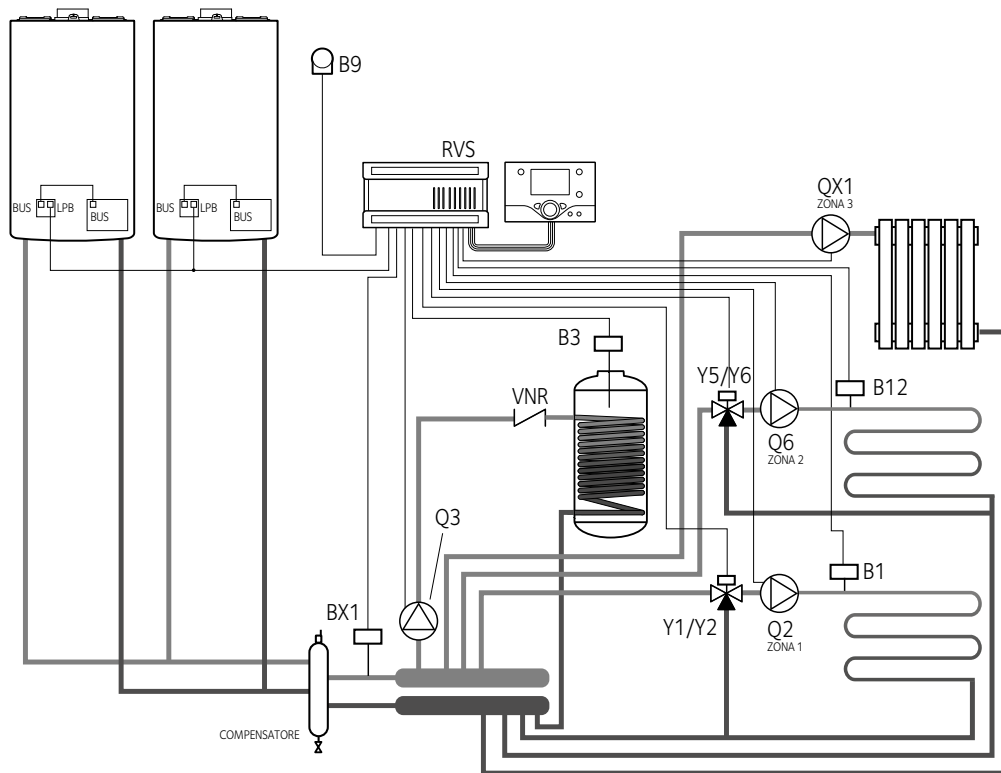 B9
RVS
QX1
ZONA 3
BUS
LPB
BUS
BUS
LPB
BUS
B3
Y5/Y6
B12
VNR
Q6
ZONA 2
Q3
B1
BX1
Y1/Y2
Q2
ZONA 1
COMPENSATORE